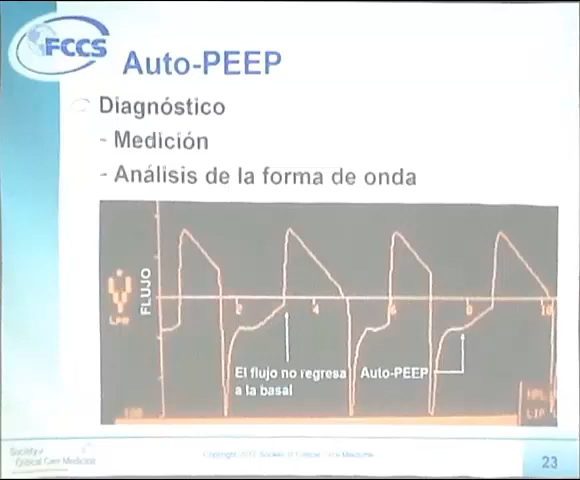 FCCS
Auto-PEEP
Diagnóstico
- Medición
- Análisis de la forma de onda
FLUJO
2
4
6
8
10
El flujo no regresa
a la basal
Auto-PEEP
Society of
Critical Care Medicine
23